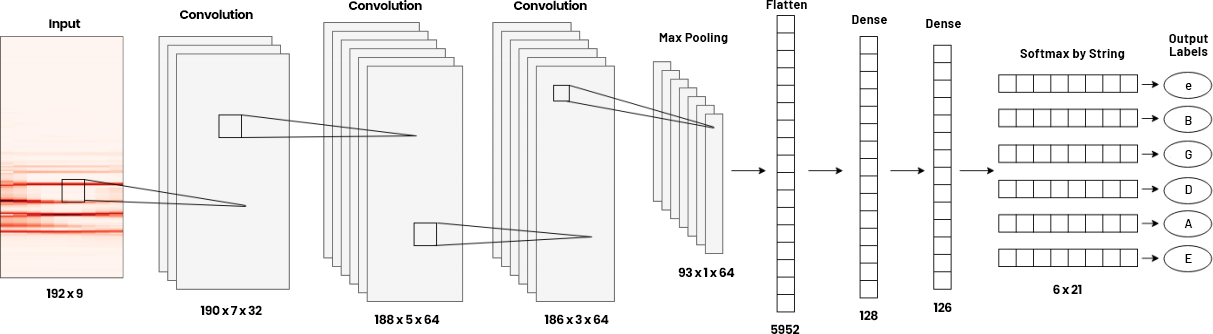 Input
192 x 9
Convolution
190 x 7 x 32
Convolution
188 x 5 x 64
Convolution
186 x 3 x 64
Max Pooling
93 x 1 x 64
Flatten
5952
Dense
128
Dense
126
Softmax by String
6 x 21
Output
Labels
e
B
G
D
A
E